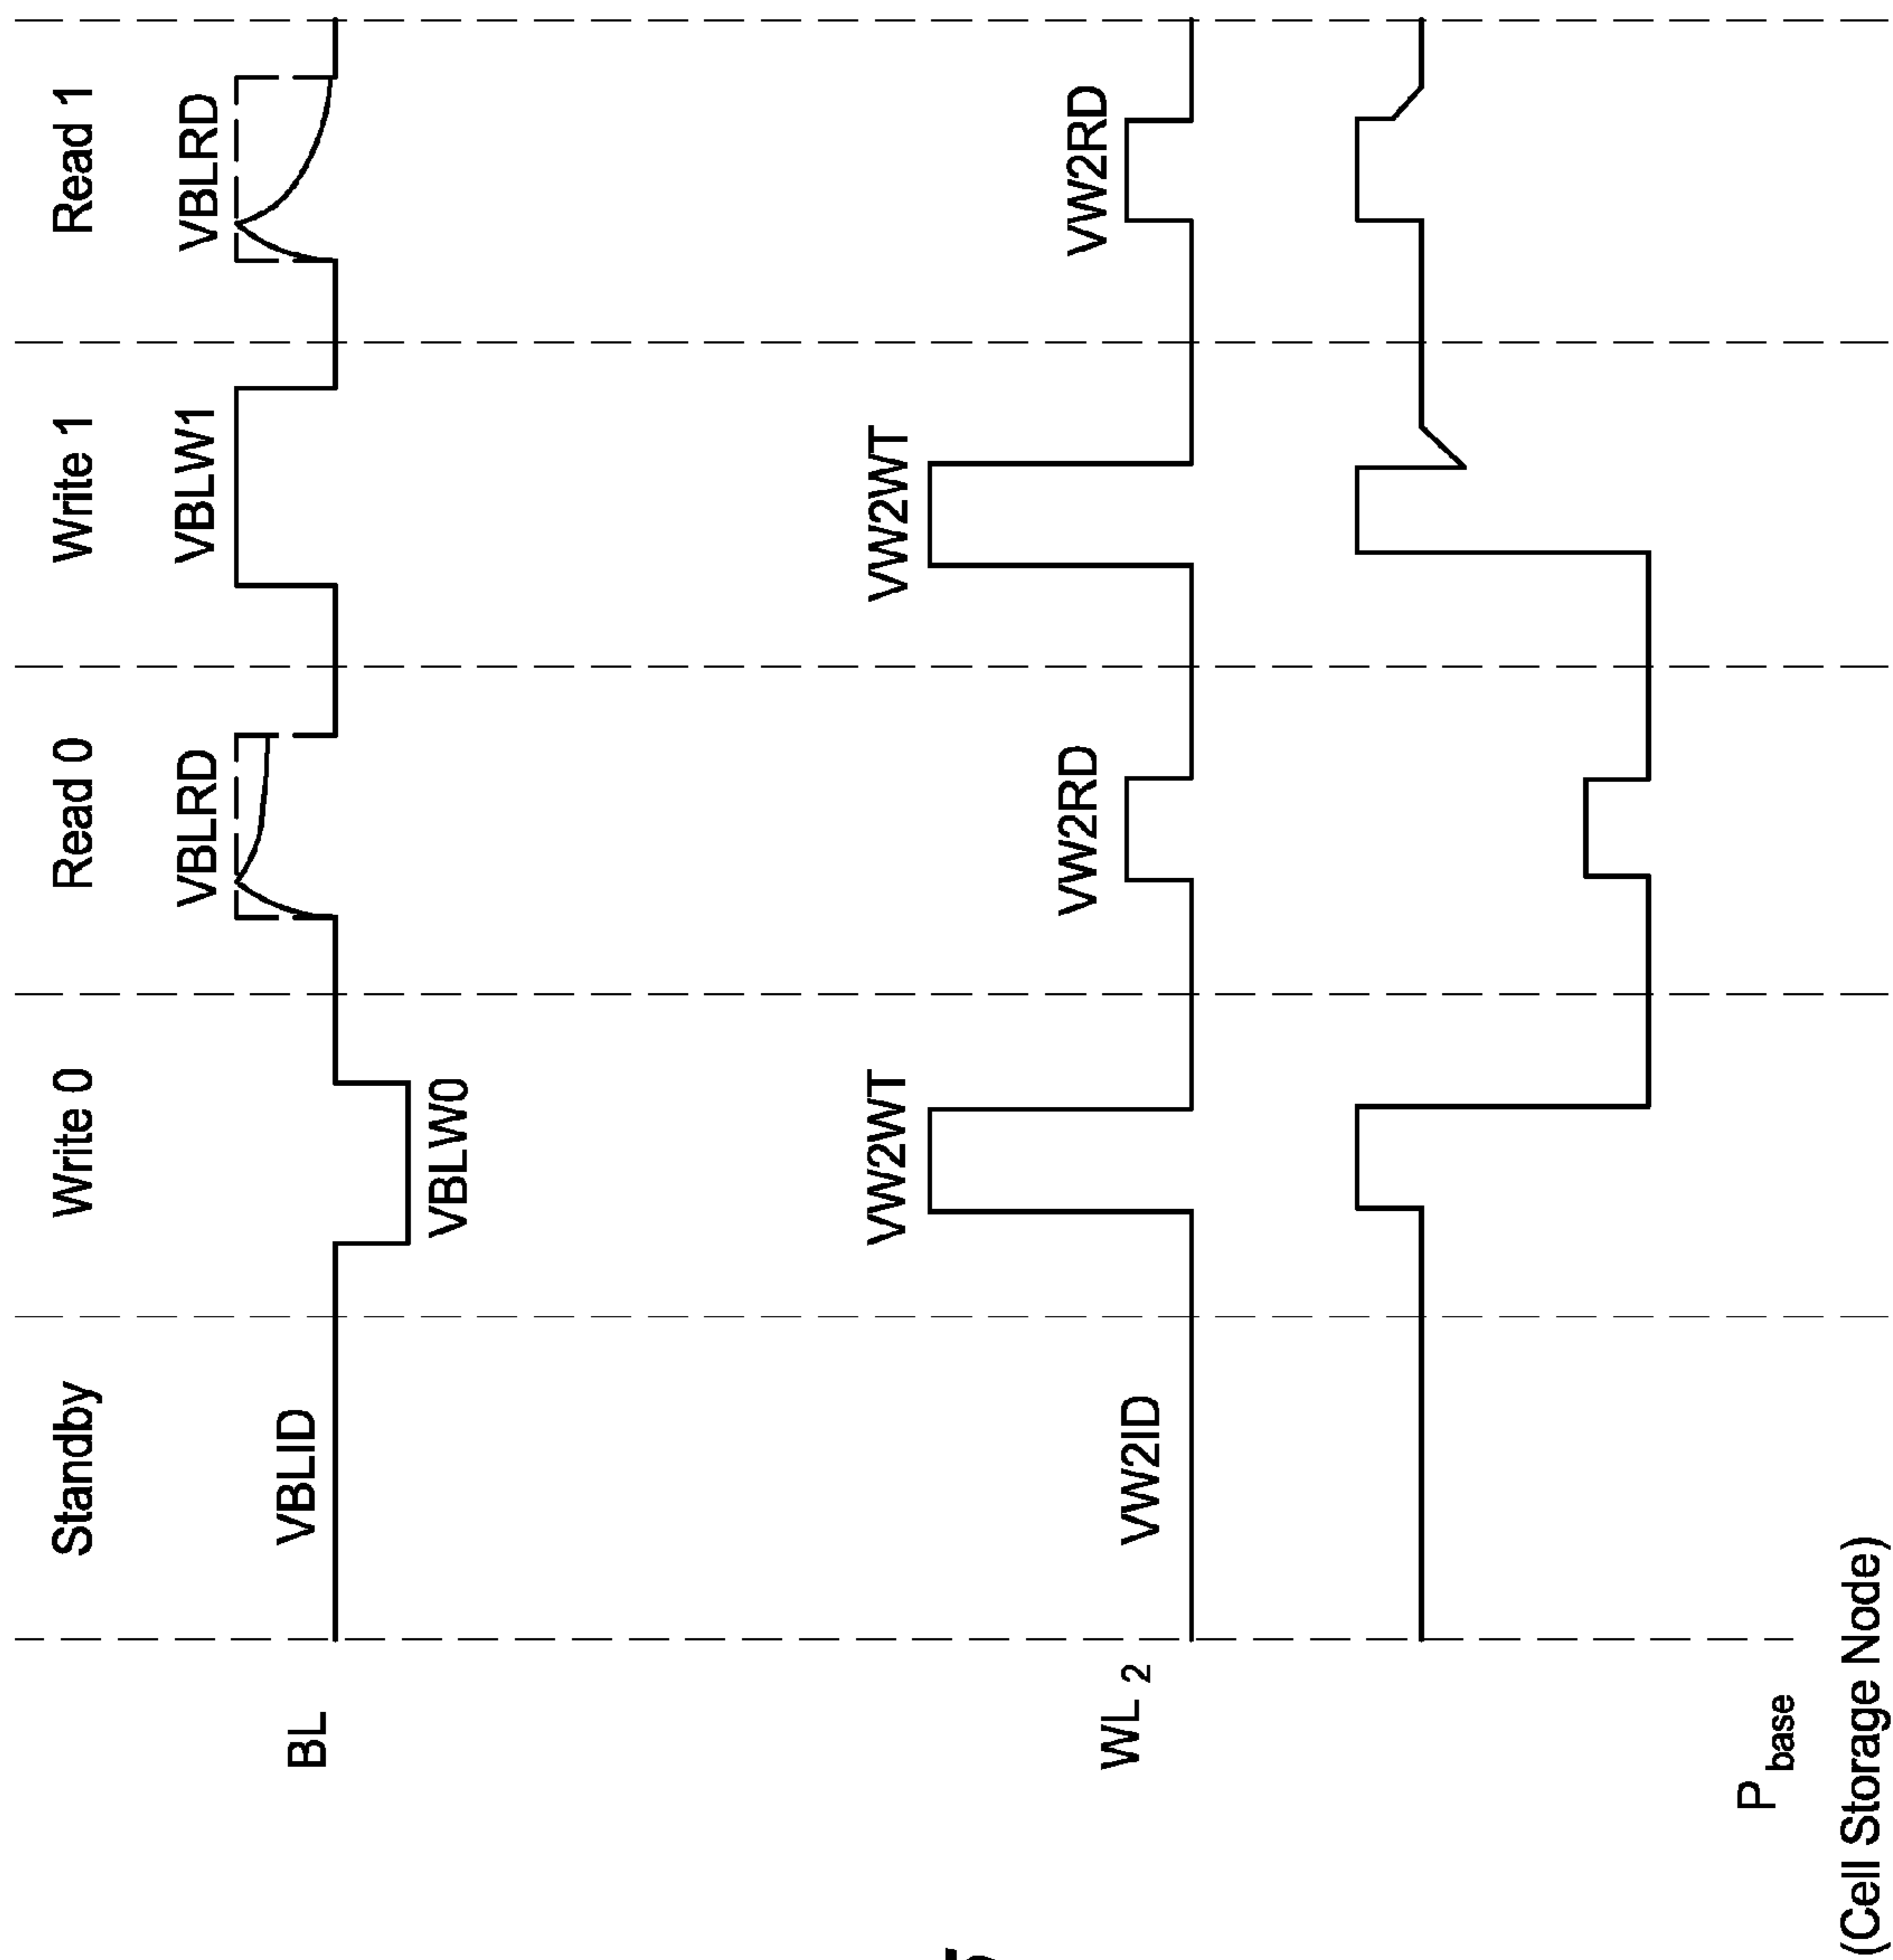 Standby Write 0 Read 0 Write 1 Read 1
VBLRD VBLW1 VBLRD
BL VBLID
VBLW0
VW2WT VW2WT
VW2RD VW2RD
WL 2 VW2ID
P base
(Cell Storage Node)